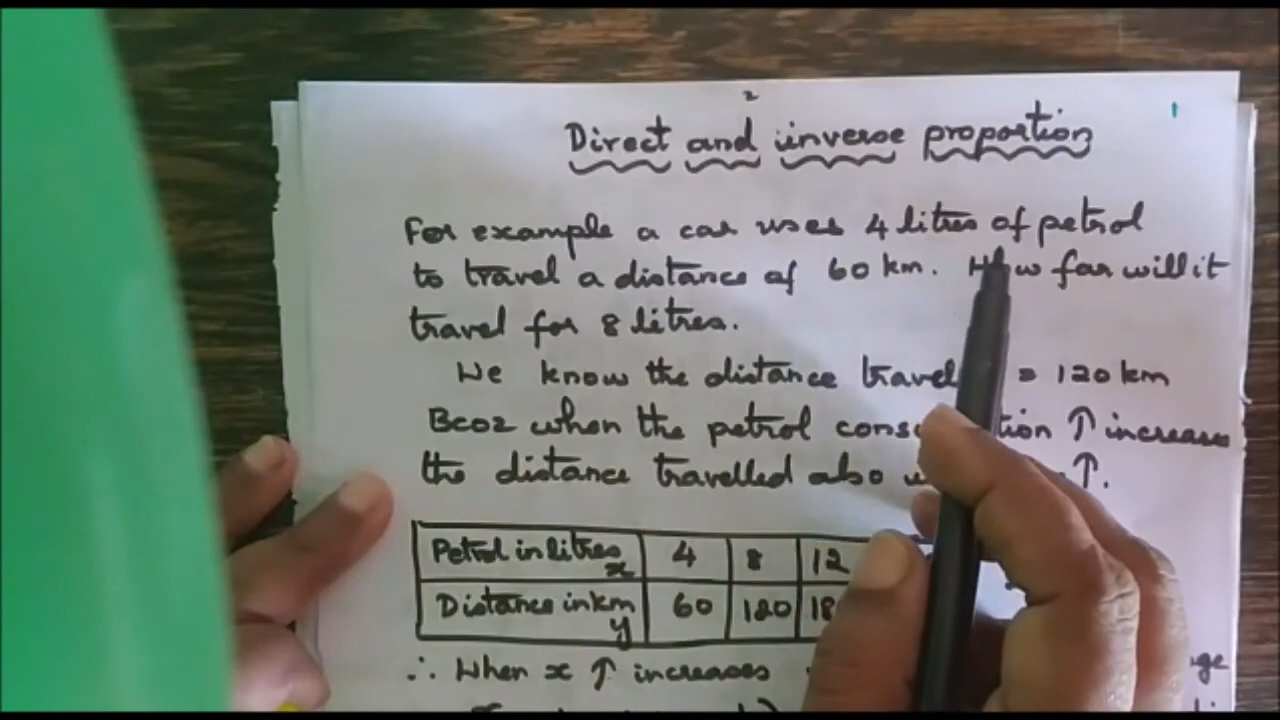 2
1
Direct and inverse proportion
For example a car uses 4 litres of petrol
to travel a distance of 60 km. How far will it
travel for 8 litres.
We know the distance travel = 120 km
Bcoz when the petrol tion ↑ increases
the distance travelled also ↑.
Petrol in litres x 4 8 12
Distance in km y 60 120
∴ When x ↑ increases